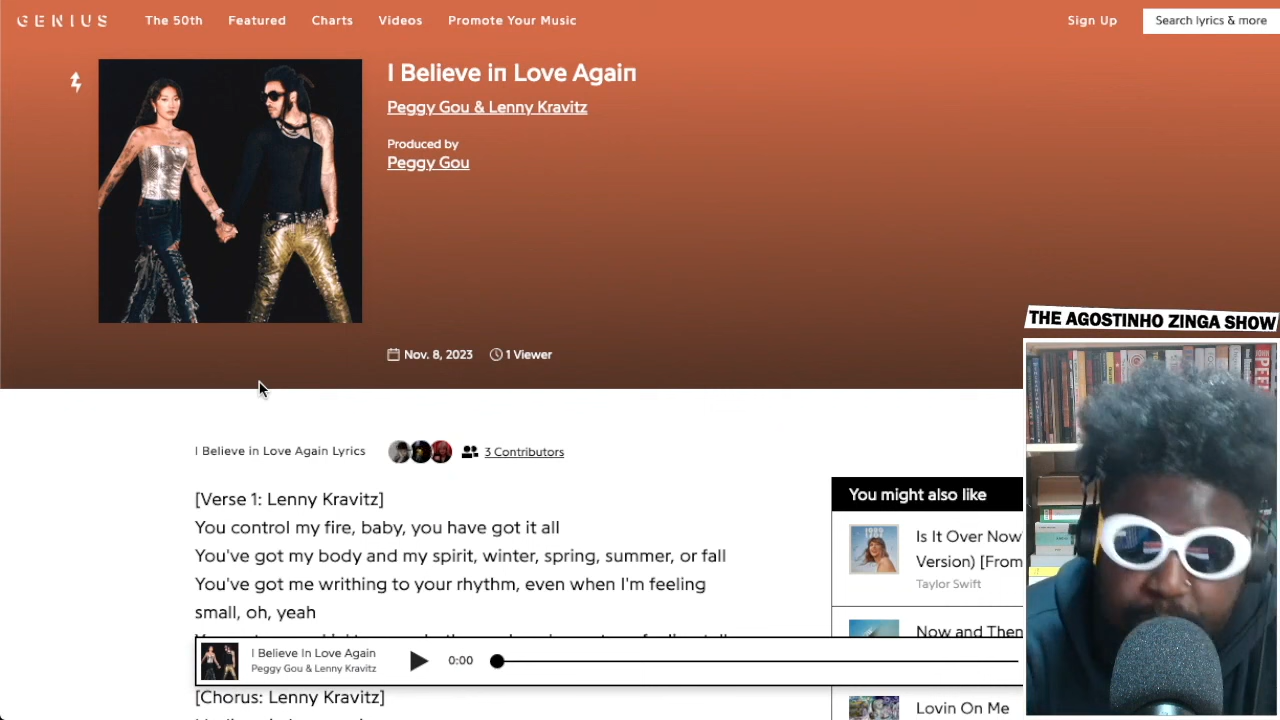 GENIUS
The 50th
Featured
Charts
Videos
Promote Your Music
Sign Up
Search lyrics & more
I Believe in Love Again
Peggy Gou & Lenny Kravitz
Produced by
Peggy Gou
Nov. 8, 2023
1 Viewer
THE AGOSTINHO ZINGA SHOW
I Believe in Love Again Lyrics
3 Contributors
[Verse 1: Lenny Kravitz]
You control my fire, baby, you have got it all
You've got my body and my spirit, winter, spring, summer, or fall
You've got me writhing to your rhythm, even when I'm feeling
small, oh, yeah
[Chorus: Lenny Kravitz]
You might also like
1989
Is It Over Now
Version) [From
Taylor Swift
Now and Then
Lovin On Me
I Believe In Love Again
Peggy Gou & Lenny Kravitz
0:00